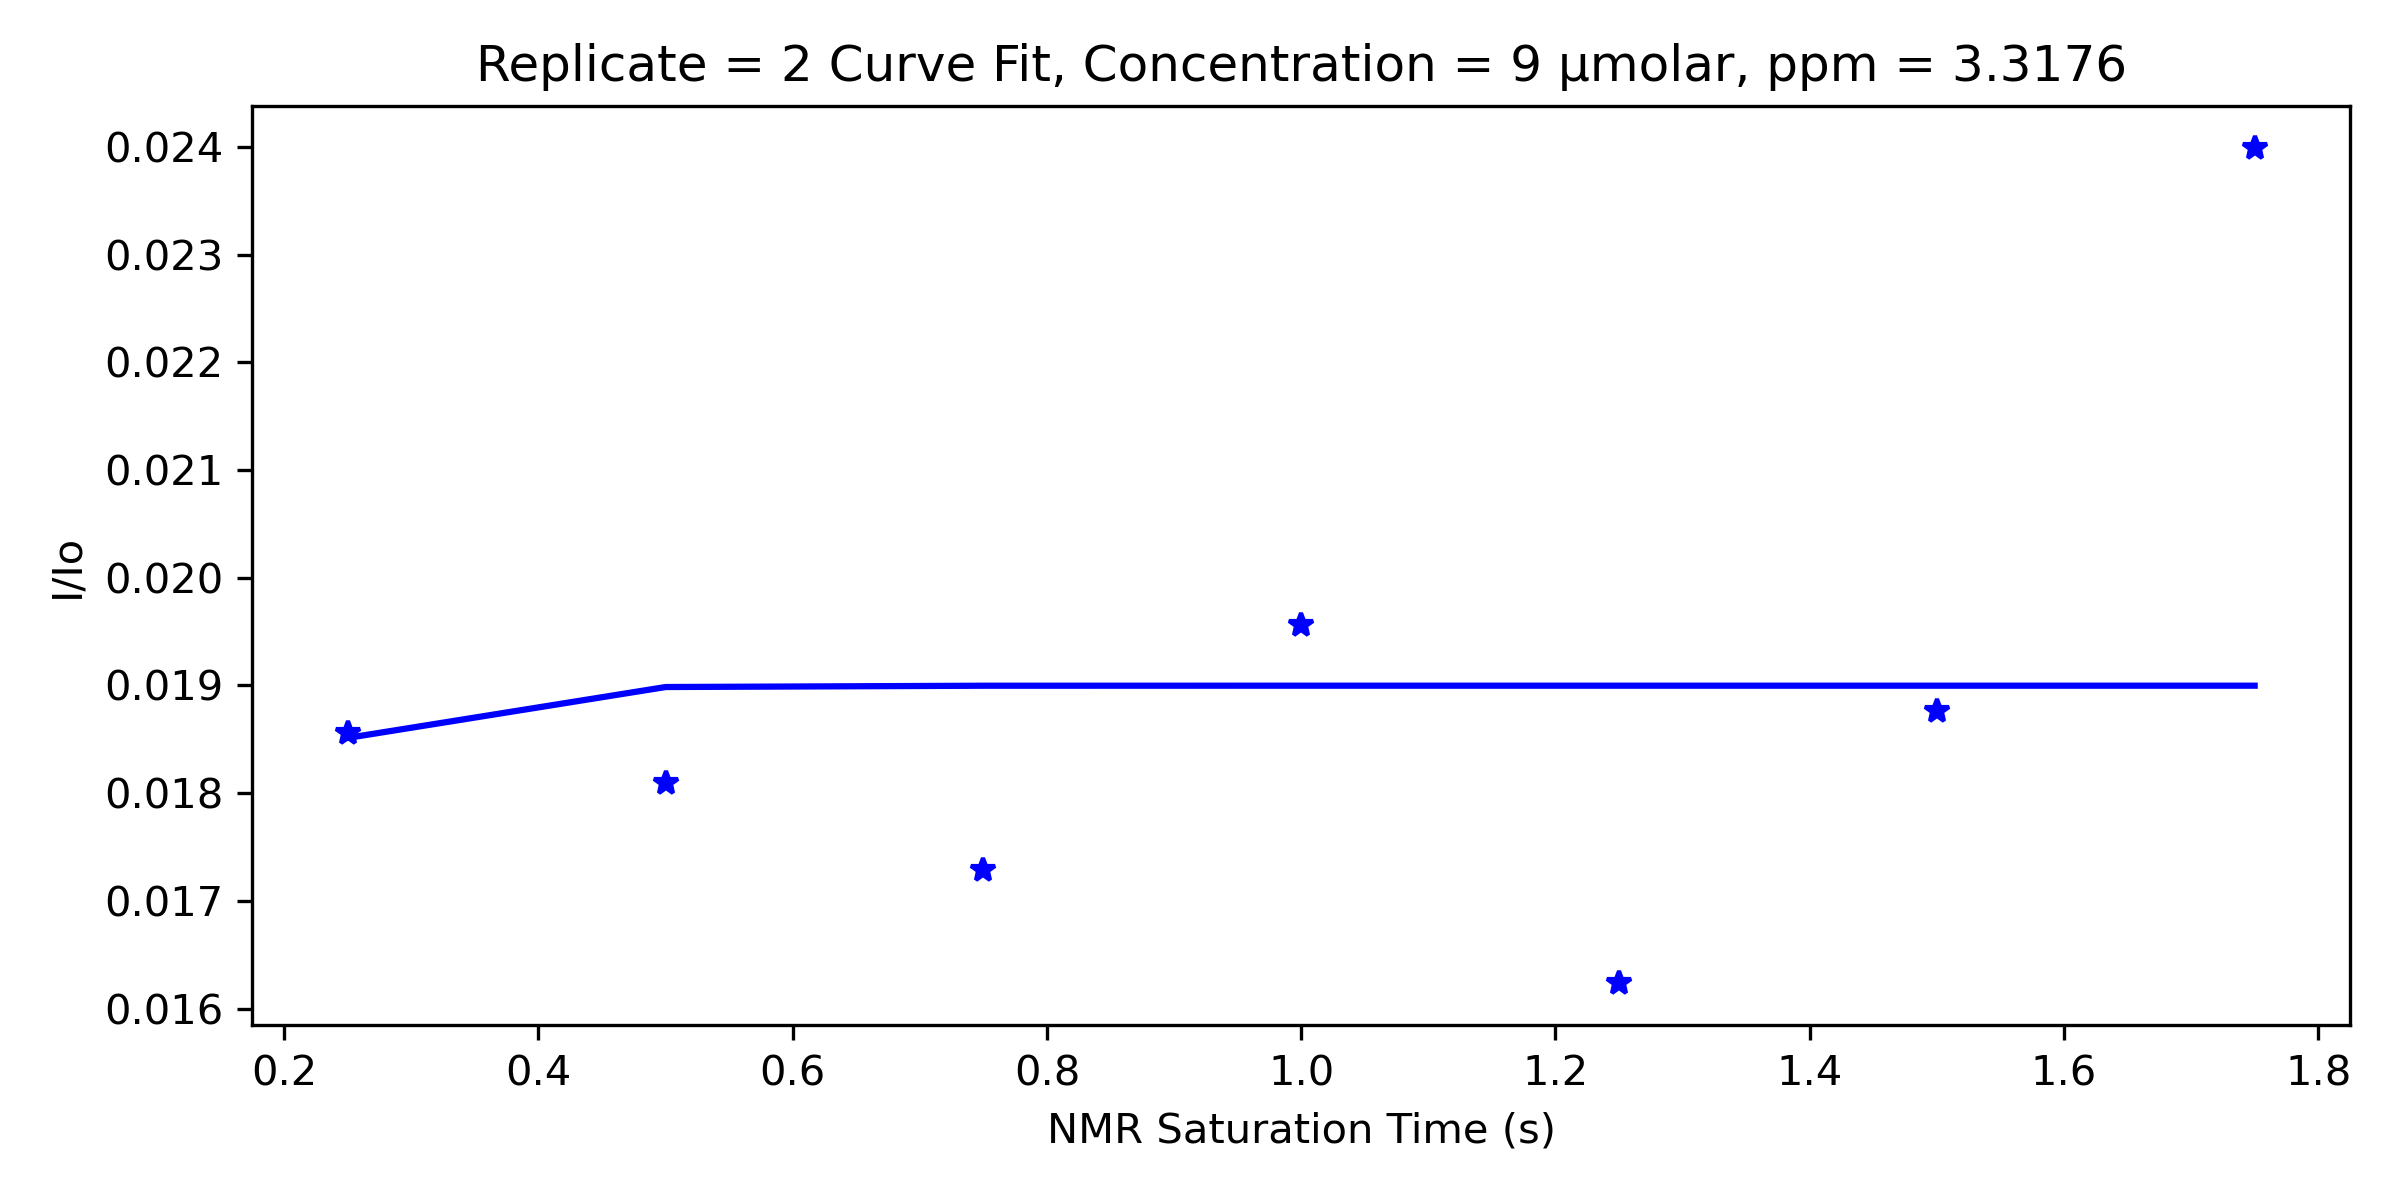 Replicate = 2 Curve Fit, Concentration = 9 μmolar, ppm = 3.3176
0.024
0.023
0.022
0.021
0.020
0.019
0.018
0.017
0.016
I/Io
0.2 0.4 0.6 0.8 1.0 1.2 1.4 1.6 1.8
NMR Saturation Time (s)